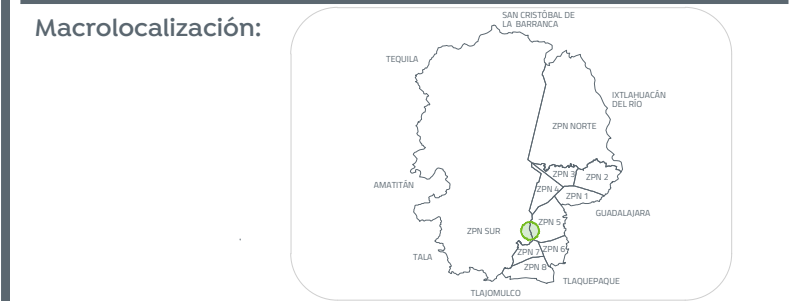 Macrolocalización:
SAN CRISTÓBAL DE
LA BARRANCA
TEQUILA
IXTLAHUACÁN
DEL RÍO
ZPN NORTE
ZPN 3
ZPN 2
AMATITÁN
ZPN 4
ZPN 1
GUADALAJARA
ZPN 5
ZPN SUR
ZPN 7
ZPN 6
TALA
ZPN 8
TLAQUEPAQUE
TLAJOMULCO